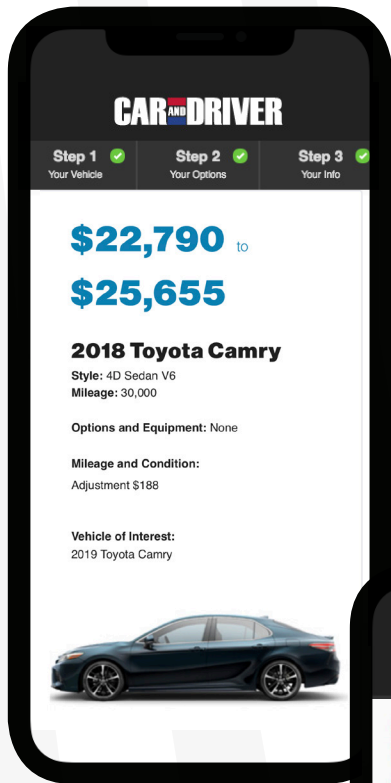 CAR AND DRIVER
Step 1
Your Vehicle
Step 2
Your Options
Step 3
Your Info
$22,790 to
$25,655
2018 Toyota Camry
Style: 4D Sedan V6
Mileage: 30,000
Options and Equipment: None
Mileage and Condition:
Adjustment $188
Vehicle of Interest:
2019 Toyota Camry